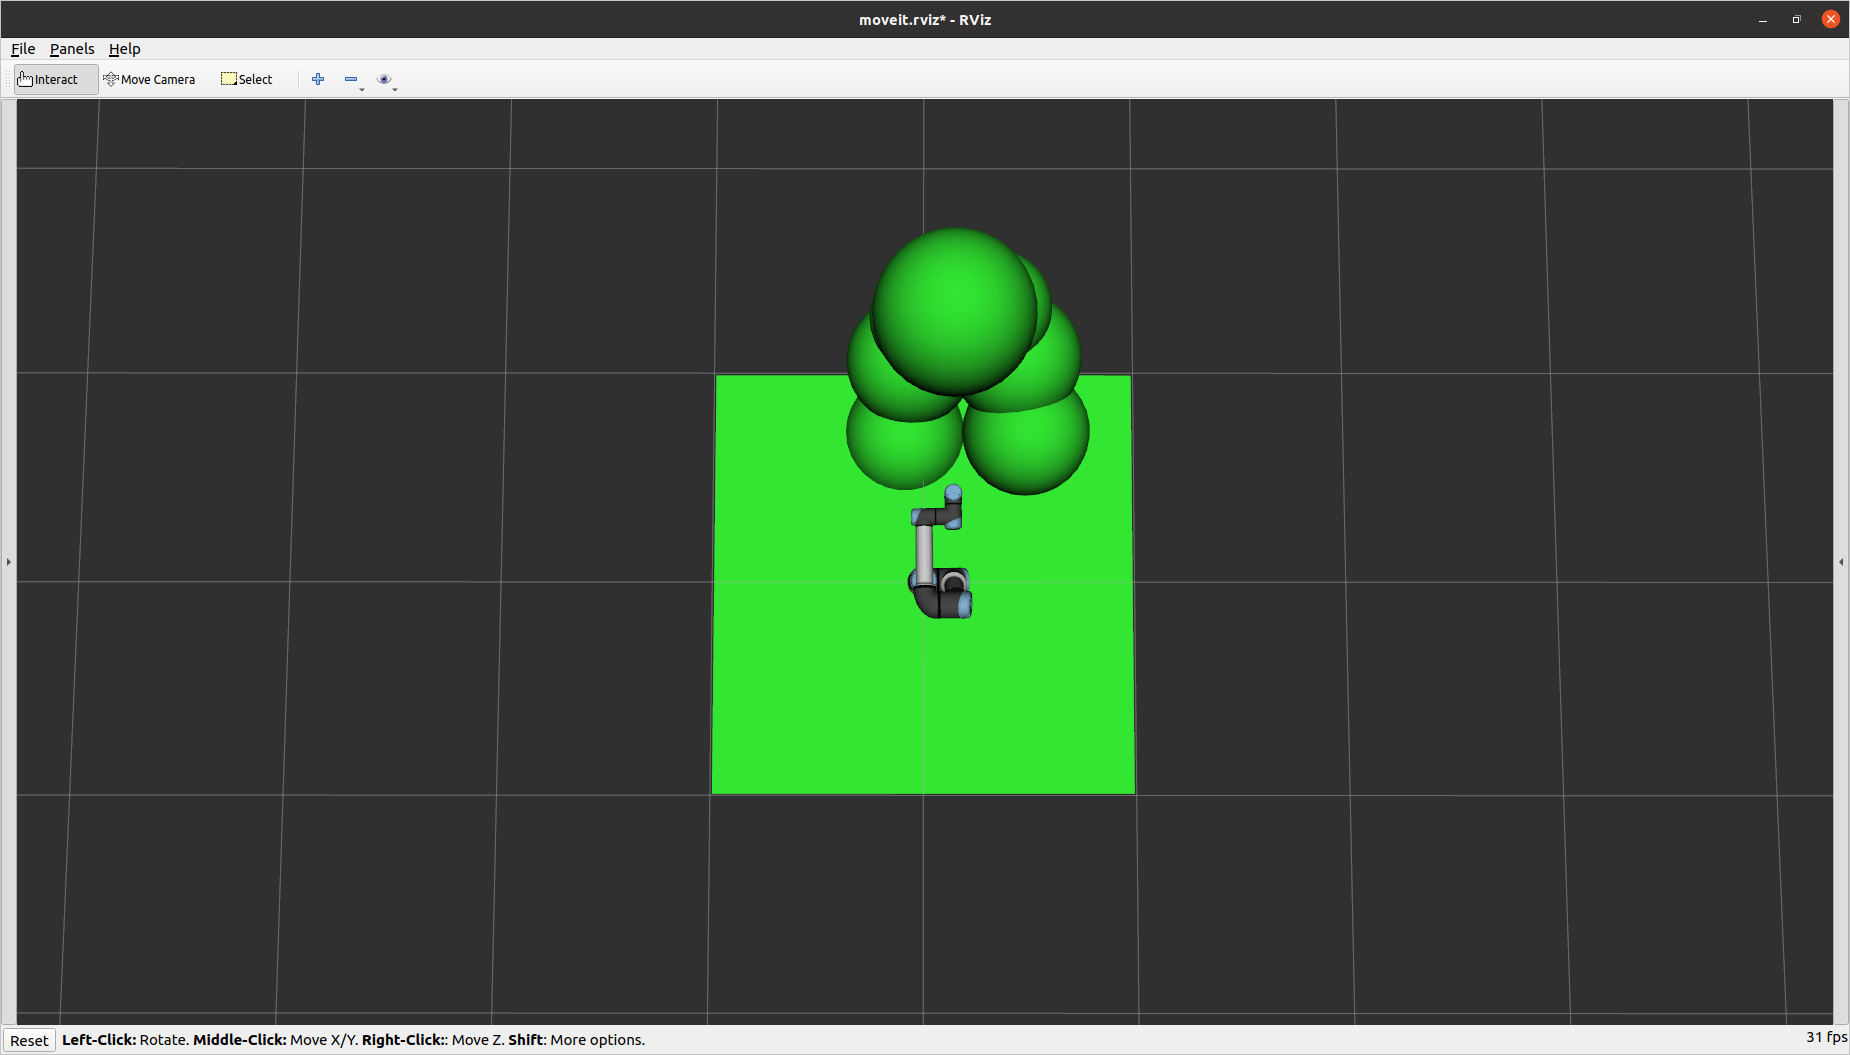 moveit.rviz* - RViz
File Panels Help
Interact Move Camera Select
Reset Left-Click: Rotate. Middle-Click: Move X/Y. Right-Click:: Move Z. Shift: More options. 31 fps